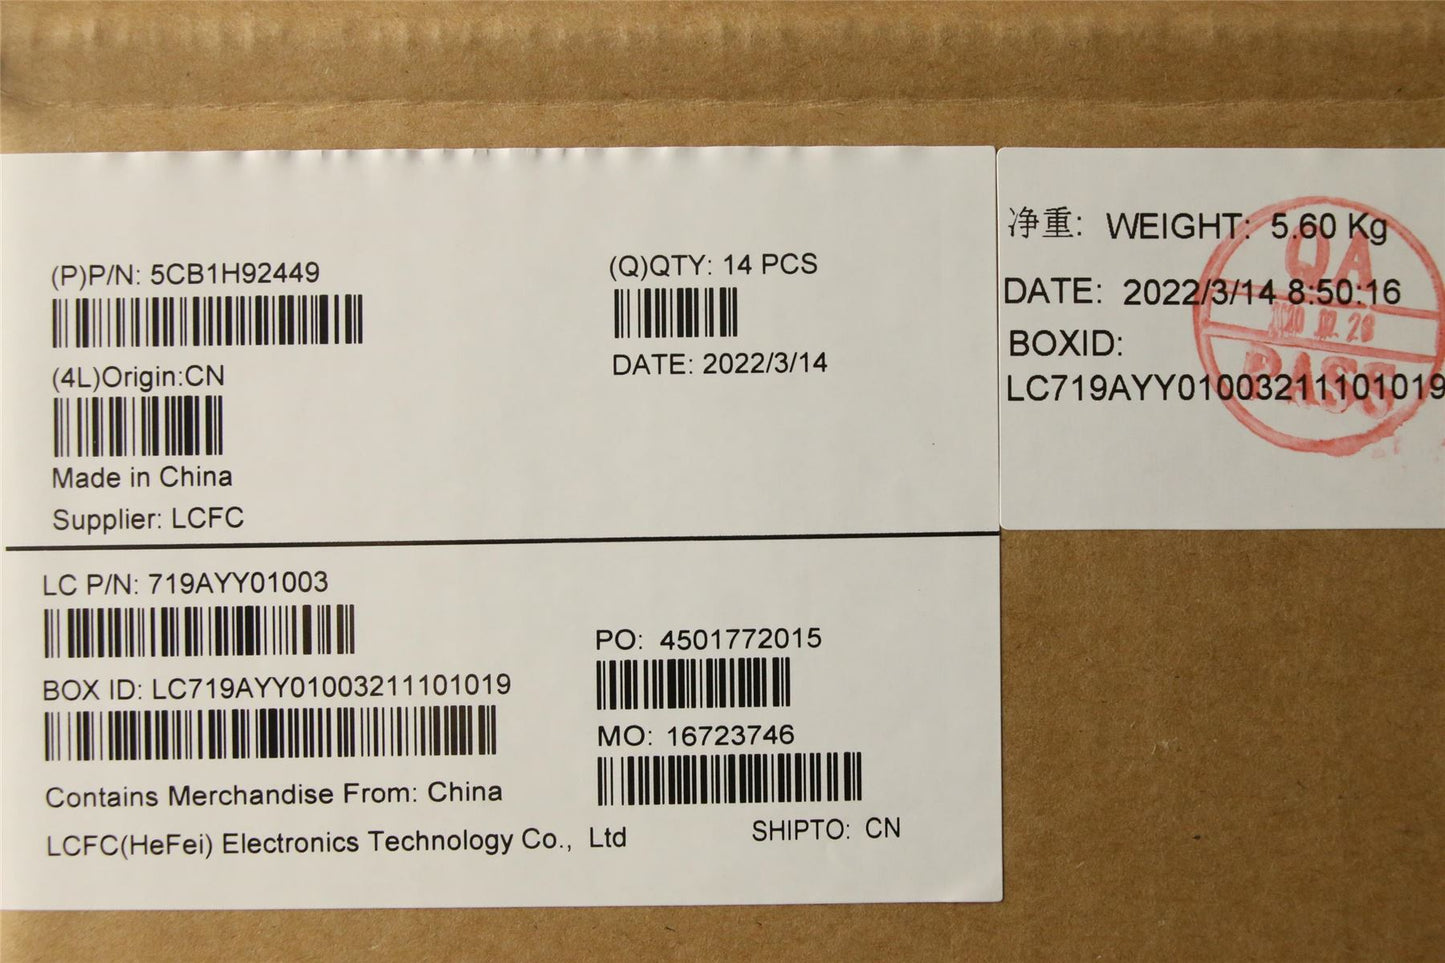 (P)P/N: 5CB1H92449
(Q)QTY: 14 PCS
(4L)Origin:CN
DATE: 2022/3/14
Made in China
Supplier: LCFC
LC P/N: 719AYY01003
PO: 4501772015
BOX ID: LC719AYY01003211101019
MO: 16723746
Contains Merchandise From: China
LCFC(HeFei) Electronics Technology Co., Ltd
SHIPTO: CN
净重: WEIGHT: 5.60 Kg
DATE: 2022/3/14 8:50:16
BOXID:
LC719AYY01003211101019
QA
PASS